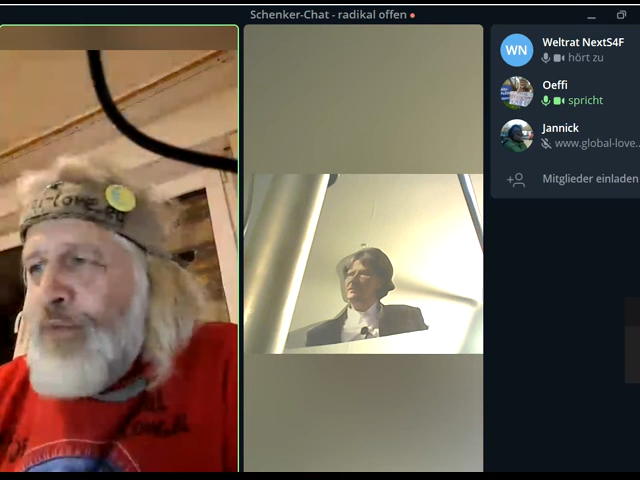 Schenker-Chat - radikal offen
WN
Weltrat NextS4F
hört zu
Oeffi
spricht
Jannick
www.global-love...
Mitglieder einladen